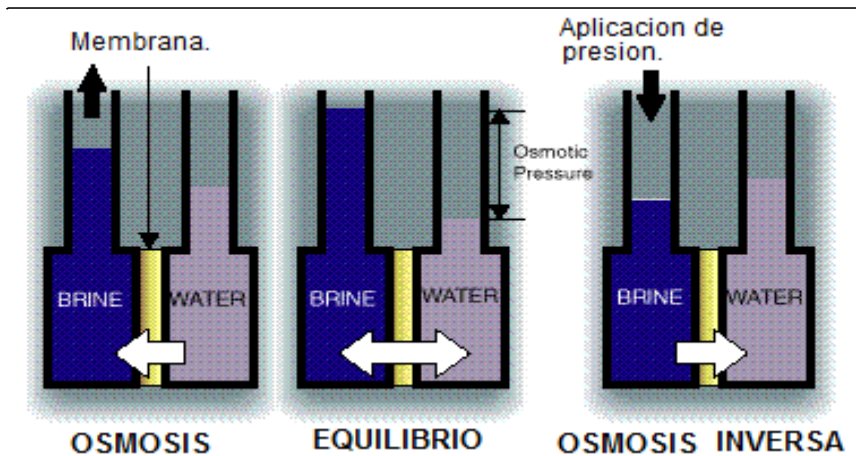 Membrana.
Aplicacion de
presion.
Osmotic
Pressure
BRINE
WATER
BRINE
WATER
BRINE
WATER
OSMOSIS
EQUILIBRIO
OSMOSIS INVERSA